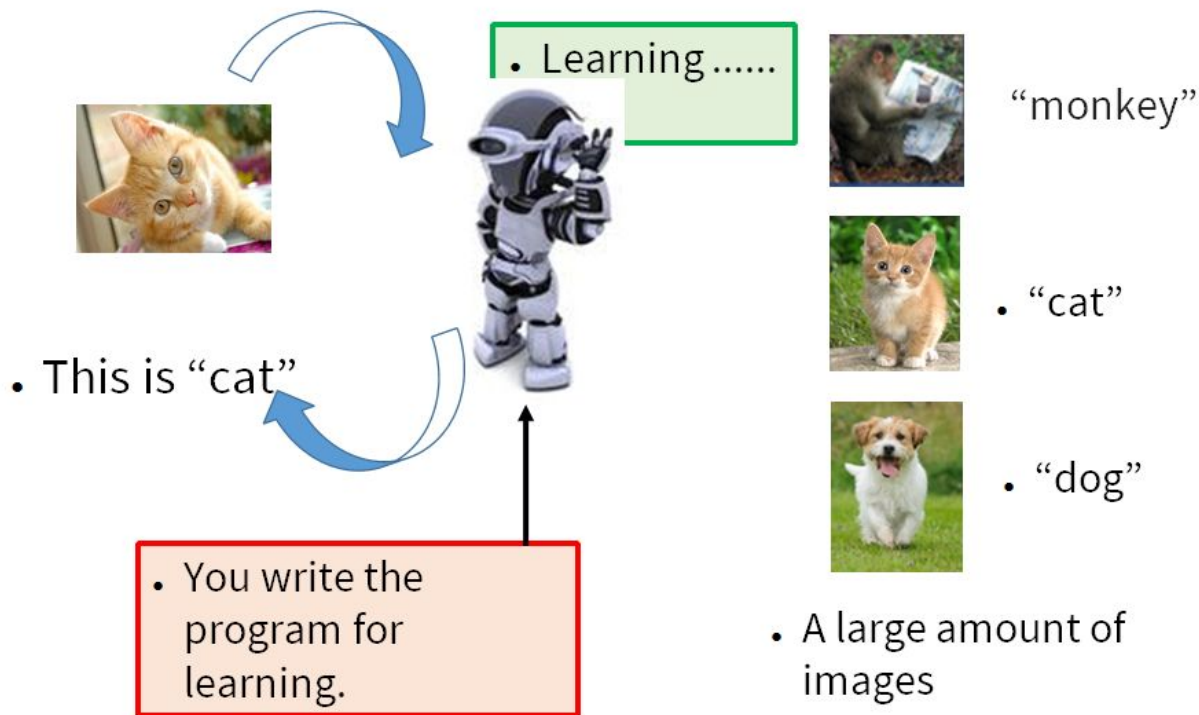 • Learning ……
“monkey”
• “cat”
• “dog”
• A large amount of
images
• This is “cat”
• You write the
program for
learning.